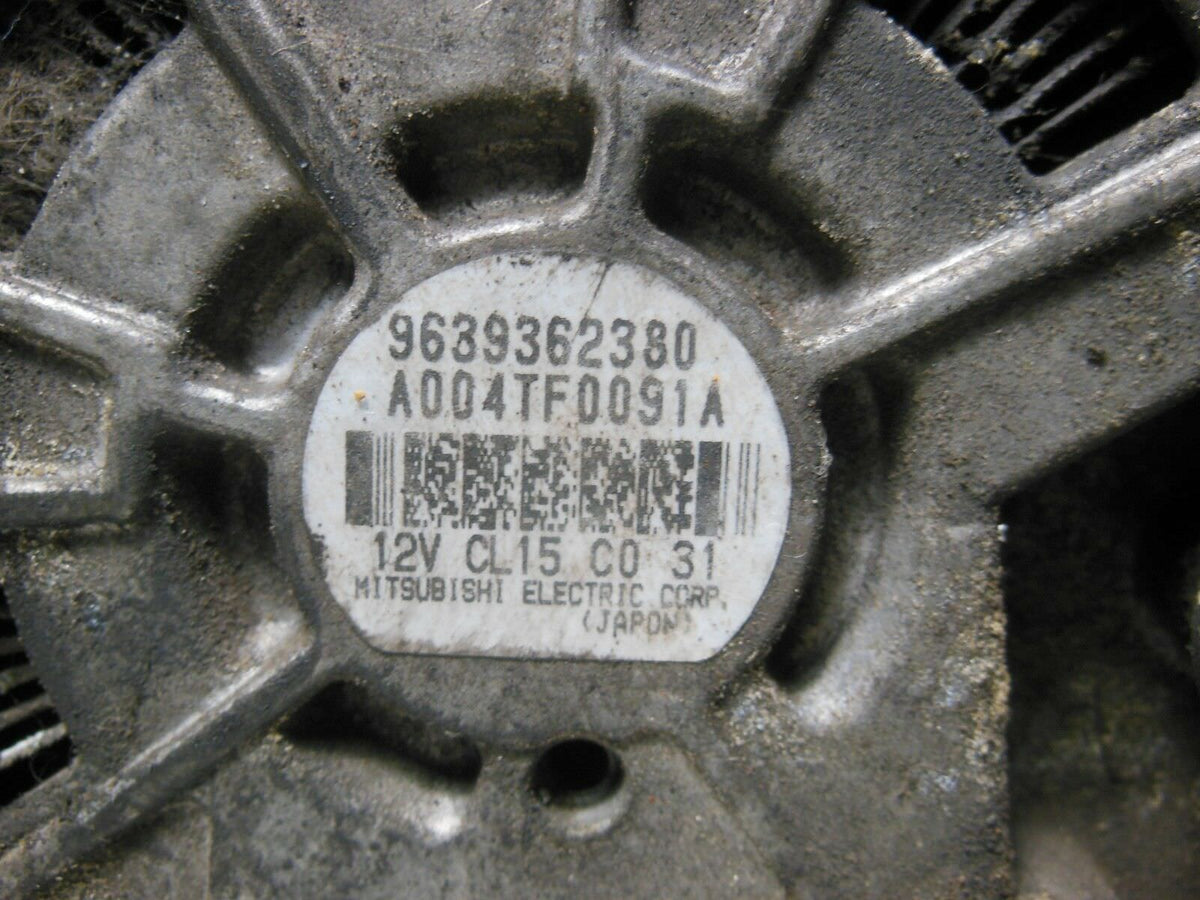 9639362380
A004TF0091A
12V CL15 C0 31
MITSUBISHI ELECTRIC CORP.
(JAPON)